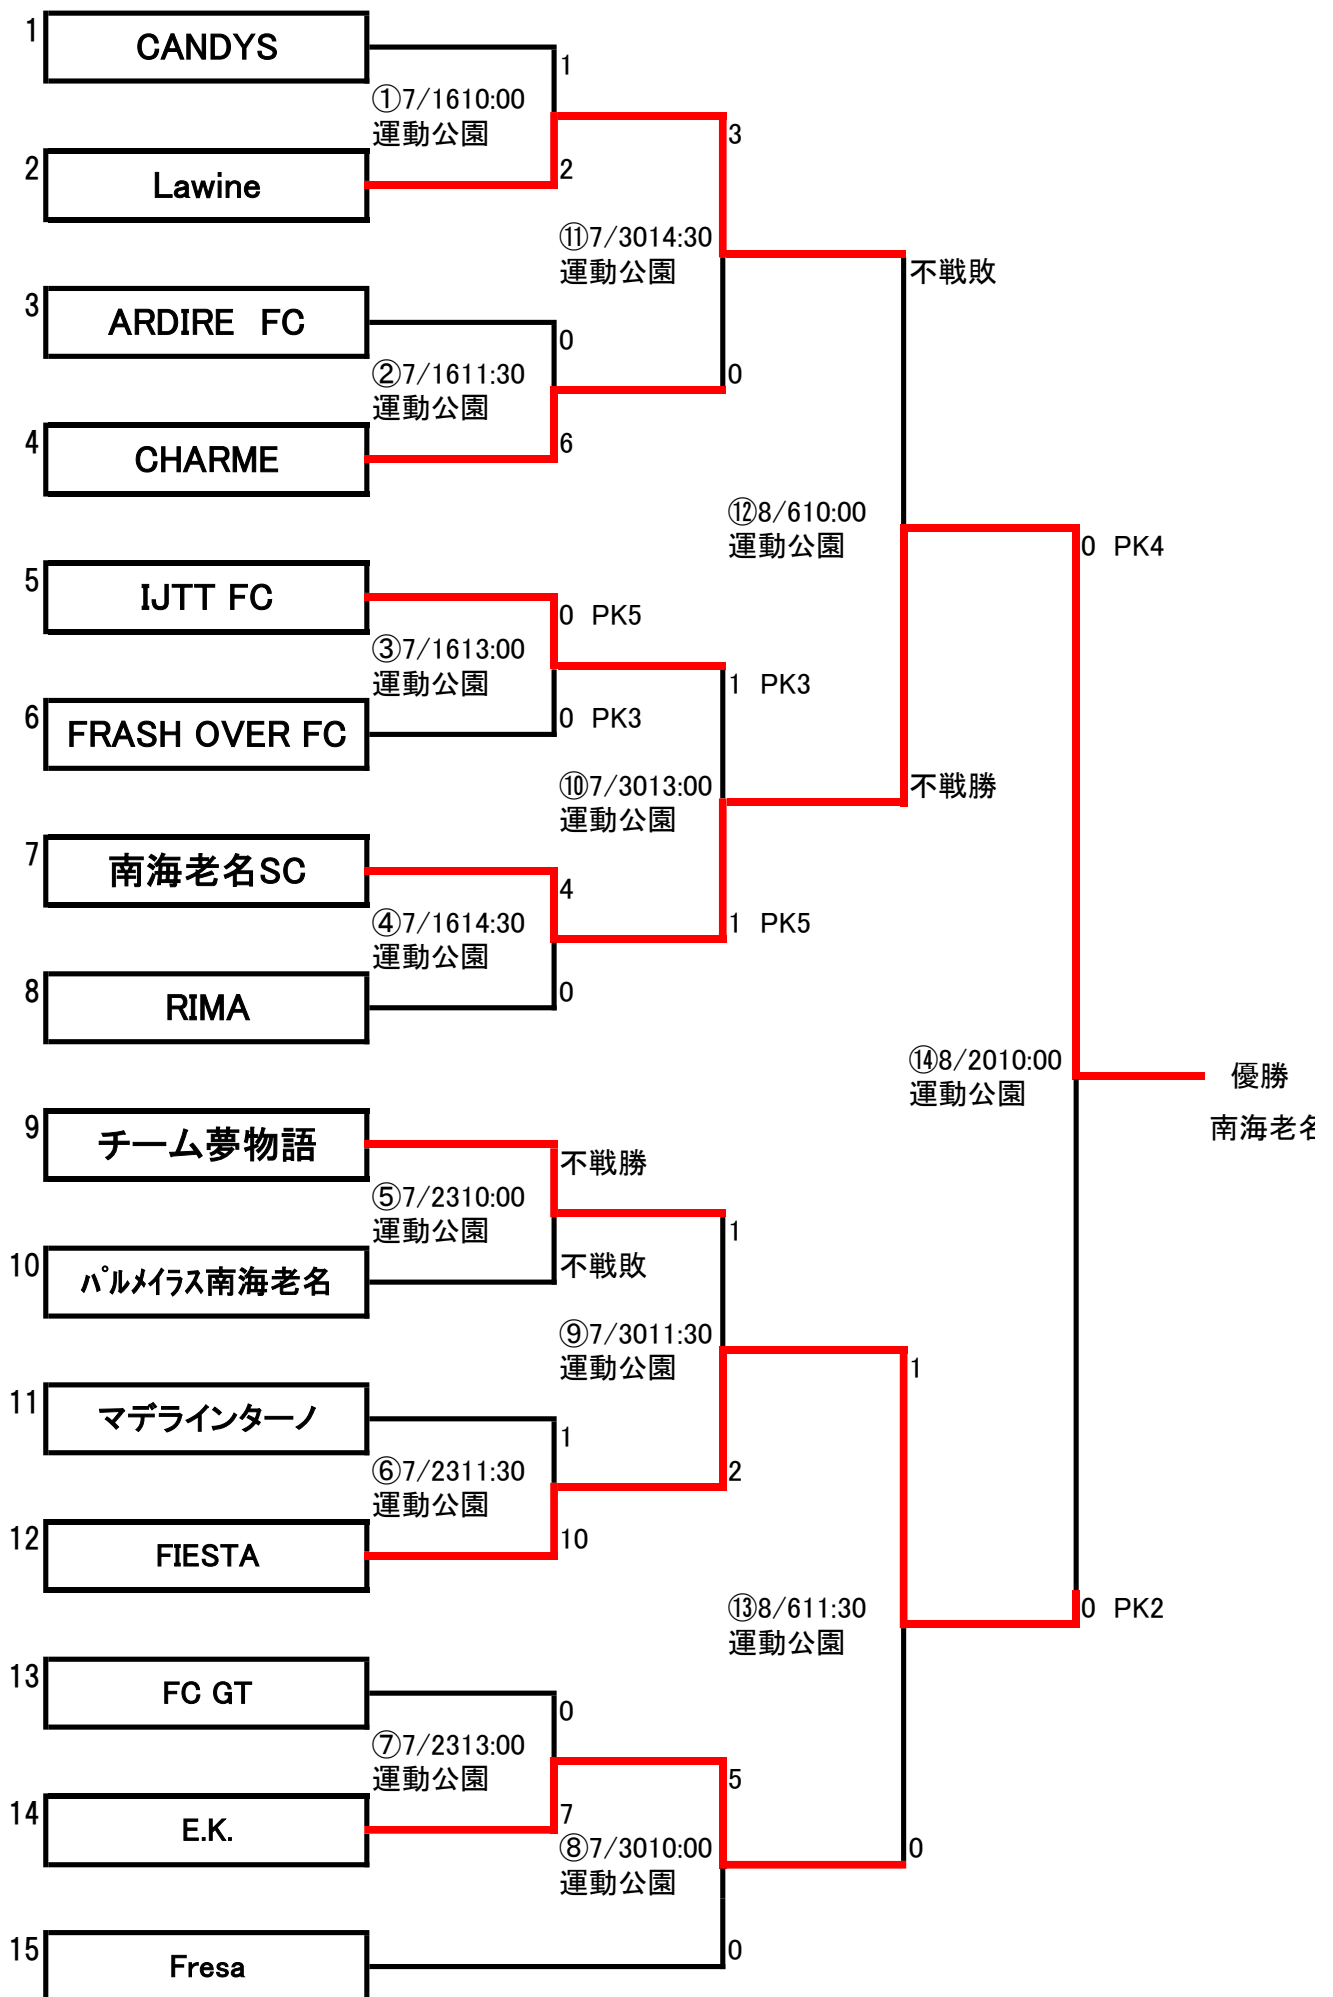 1
CANDYS
1
①7/1610:00
運動公園
3
2
Lawine
2
⑪7/3014:30
運動公園
不戦敗
3
ARDIRE　FC
0
②7/1611:30
運動公園
0
4
CHARME
6
⑫8/610:00
運動公園
0 PK4
5
IJTT FC
0 PK5
③7/1613:00
運動公園
1 PK3
6
FRASH OVER FC
0 PK3
⑩7/3013:00
運動公園
不戦勝
7
南海老名SC
4
④7/1614:30
運動公園
1 PK5
8
RIMA
0
⑭8/2010:00
運動公園
優勝
南海老名
9
チーム夢物語
不戦勝
⑤7/2310:00
運動公園
1
10
ﾊﾟﾙﾒｲﾗｽ南海老名
不戦敗
⑨7/3011:30
運動公園
1
11
マデラインターノ
1
⑥7/2311:30
運動公園
2
12
FIESTA
10
⑬8/611:30
運動公園
0 PK2
13
FC GT
0
⑦7/2313:00
運動公園
5
14
E.K.
7
⑧7/3010:00
運動公園
0
15
Fresa
0